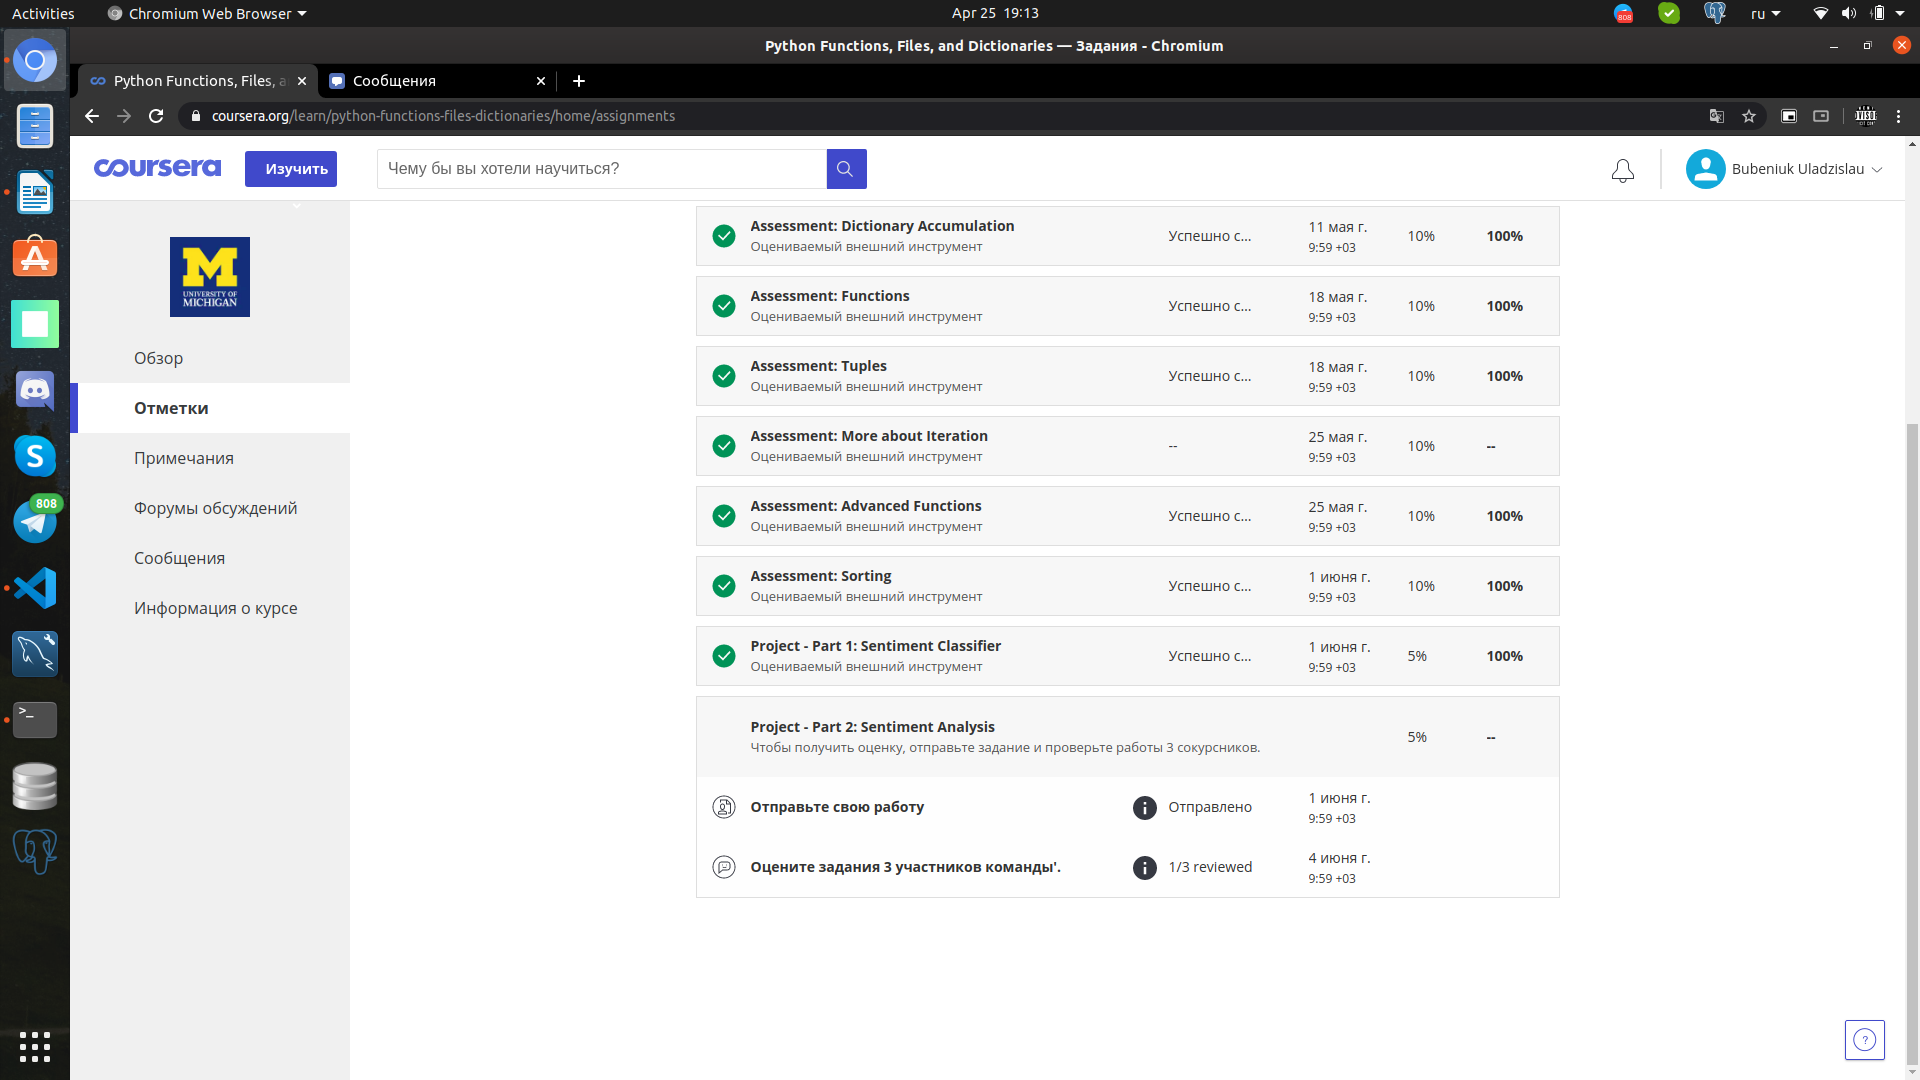 Activities
Chromium Web Browser
Apr 25 19:13
808
ru
Python Functions, Files, and Dictionaries — Задания - Chromium
Python Functions, Files, a
Сообщения
coursera.org/learn/python-functions-files-dictionaries/home/assignments
coursera
Изучить
Чему бы вы хотели научиться?
Bubeniuk Uladzislau
M
UNIVERSITY OF
MICHIGAN
Обзор
Отметки
Примечания
Форумы обсуждений
Сообщения
Информация о курсе
808
Assessment: Dictionary Accumulation
Оцениваемый внешний инструмент
Успешно с...
11 мая г.
9:59 +03
10%
100%
Assessment: Functions
Оцениваемый внешний инструмент
Успешно с...
18 мая г.
9:59 +03
10%
100%
Assessment: Tuples
Оцениваемый внешний инструмент
Успешно с...
18 мая г.
9:59 +03
10%
100%
Assessment: More about Iteration
Оцениваемый внешний инструмент
--
25 мая г.
9:59 +03
10%
--
Assessment: Advanced Functions
Оцениваемый внешний инструмент
Успешно с...
25 мая г.
9:59 +03
10%
100%
Assessment: Sorting
Оцениваемый внешний инструмент
Успешно с...
1 июня г.
9:59 +03
10%
100%
Project - Part 1: Sentiment Classifier
Оцениваемый внешний инструмент
Успешно с...
1 июня г.
9:59 +03
5%
100%
Project - Part 2: Sentiment Analysis
Чтобы получить оценку, отправьте задание и проверьте работы 3 сокурсников.
5%
--
Отправьте свою работу
Отправлено
1 июня г.
9:59 +03
Оцените задания 3 участников команды'.
1/3 reviewed
4 июня г.
9:59 +03